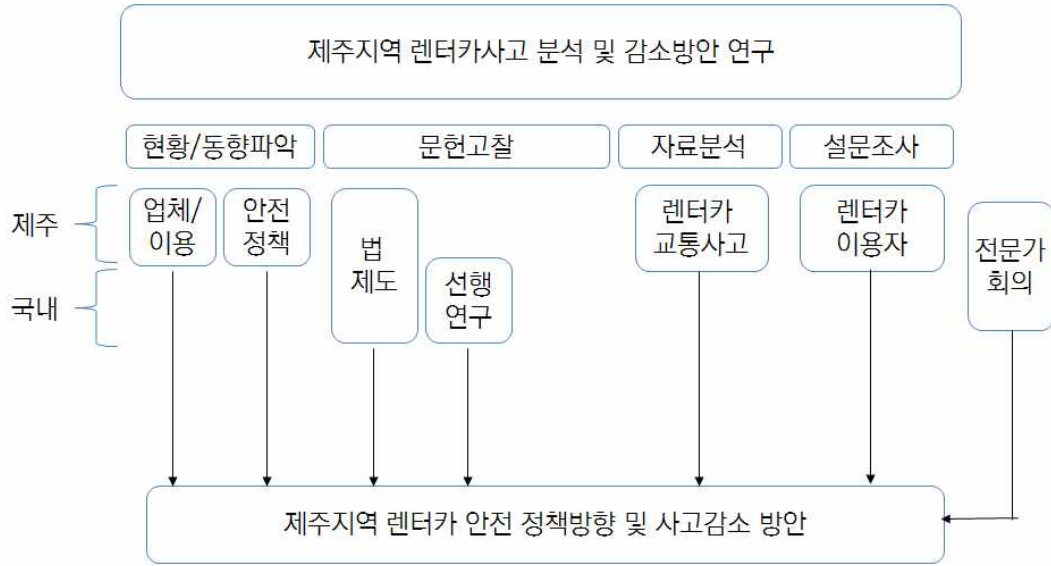 제주지역 렌터카사고 분석 및 감소방안 연구
현황/동향파악
문헌고찰
자료분석
설문조사
제주
업체/
이용
안전
정책
법
제도
렌터카
교통사고
렌터카
이용자
전문가
회의
국내
선행
연구
제주지역 렌터카 안전 정책방향 및 사고감소 방안